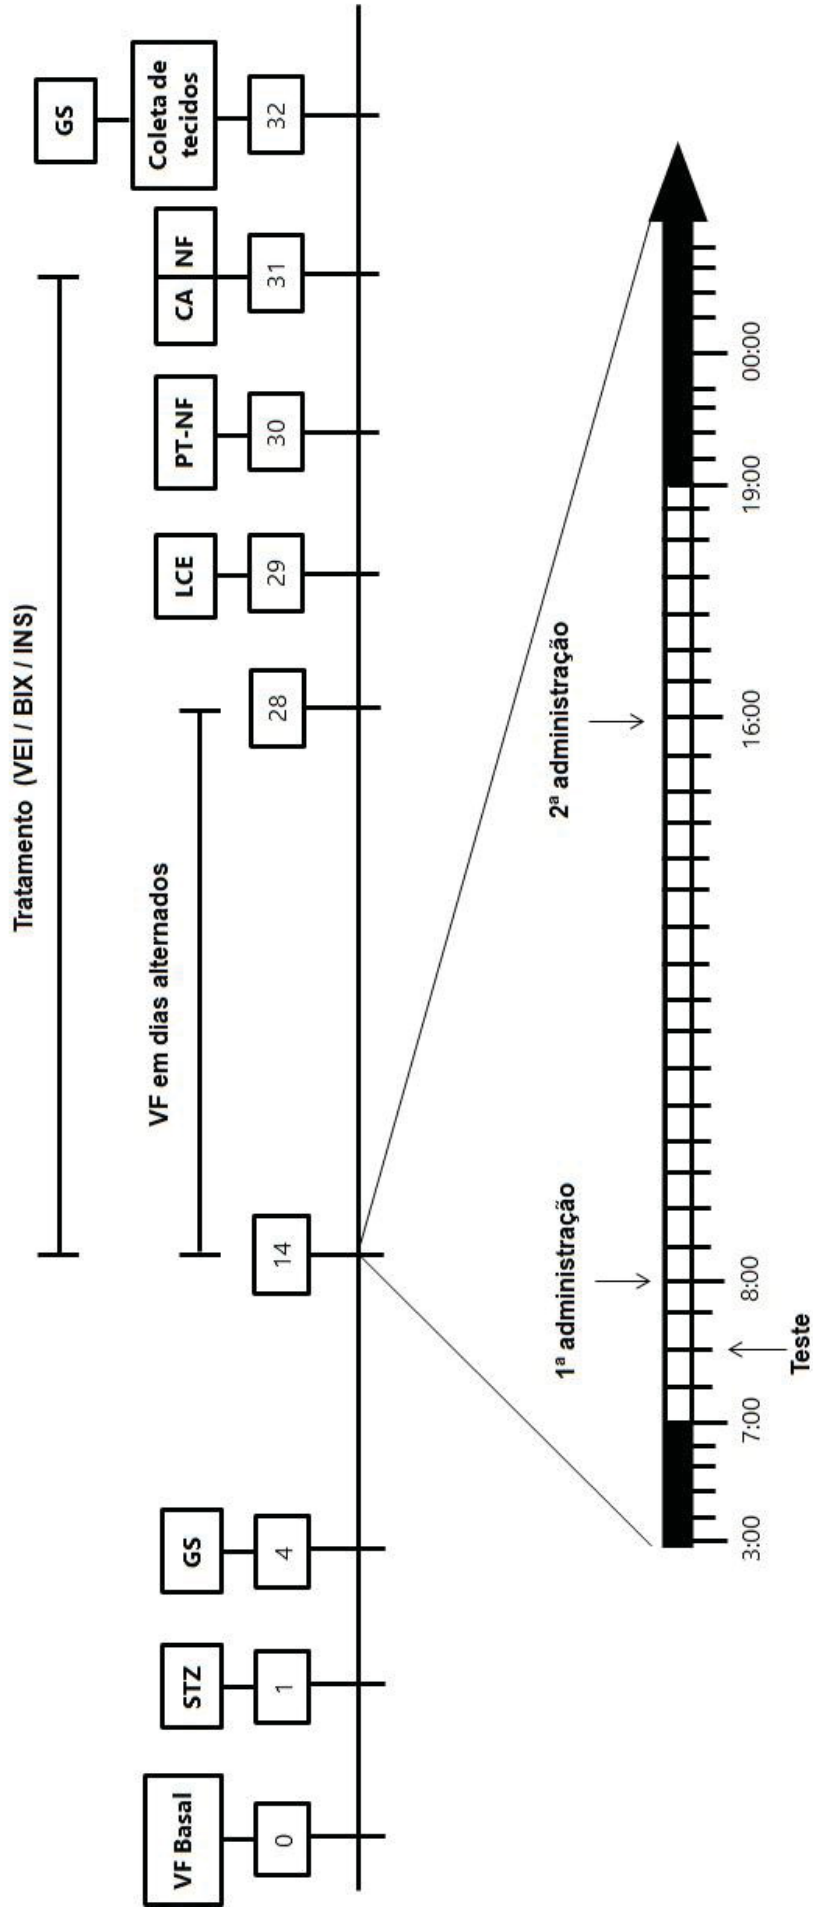 Tratamento (VEI / BIX / INS)
VF em dias alternados
GS
Coleta de
tecidos
VF Basal
STZ
GS
LCE
PT-NF
CA
NF
0
1
4
14
28
29
30
31
32
1ª administração
2ª administração
3:00
7:00
8:00
16:00
19:00
00:00
Teste